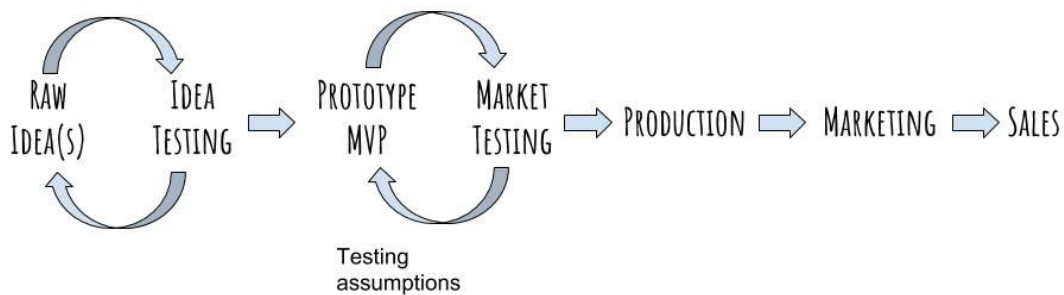 RAW
IDEA(S)
IDEA
TESTING
PROTOTYPE
MVP
MARKET
TESTING
PRODUCTION
MARKETING
SALES
Testing
assumptions